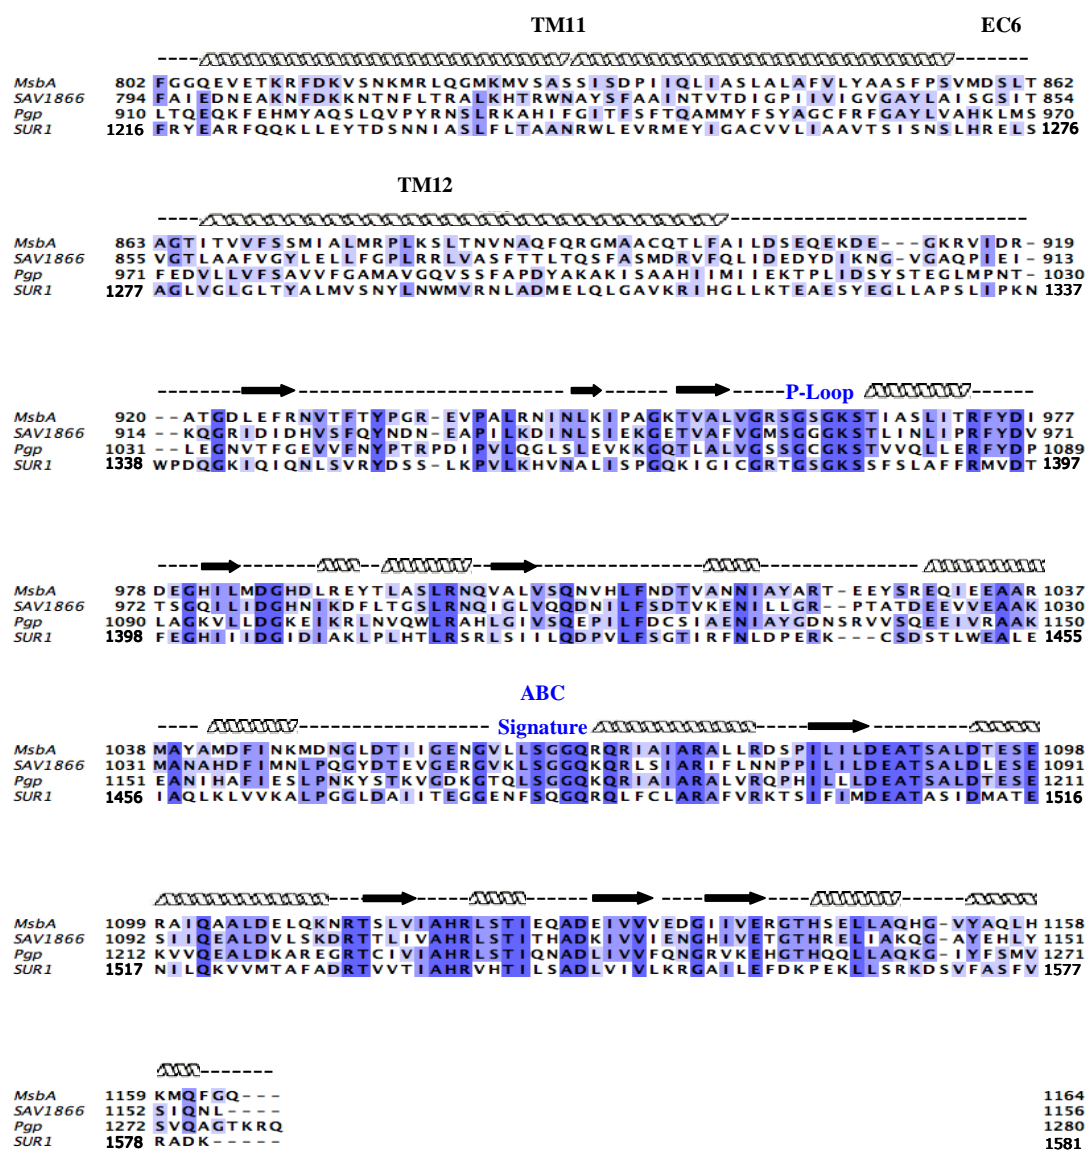 TM11 EC6
MsbA 802 FGGQEVETKRFDKVSNKMRLQGMKMVSASSISDPIIQLIASLALAFVLYAASFPSVMDSLT 862
SAV1866 794 FAIEDNEAKNFDKKNTNFLTRALKHTRWNAYSFAAINTVTDIGPIIVIGVGAYLAISGSIT 854
Pgp 910 LTQEQKFEHMYAQSLQVPYRNSLRKAHIFGITFSFTQAMMYFSYAGCFRFGAYLVAHKLMS 970
SUR1 1216 FRYEARFQQKLLEYTDSNNIASLFLTAANRWLEVRMEYIGACVVLIAAVTSISNSLHRELS 1276
TM12
MsbA 863 AGTITVVFSSMIALMRPLKSLTNVNAQFQRGMAACQTLFAILDSEQEKDE---GKRVIDR- 919
SAV1866 855 VGTLAAFVGYLELLFGPLRRLVASFTTLTQSFASMDRVFQLIDEDYDIKNG-VGAQPIEI- 913
Pgp 971 FEDVLLVFSAVVFGAMAVGQVSSFAPDYAKAKISAAHIIMIIEKTPLIDSYSTEGLMPNT- 1030
SUR1 1277 AGLVGLGLTYALMVSNYLNWMVRNLADMELQLGAVKRIHGLLKTEAESYEGLLAPSLIPKN 1337
P-Loop
MsbA 920 --ATGDLEFRNVTFTYPGR-EVPALRNINLKIPAGKTVALVGRSGSGKSTIASLITRFYDI 977
SAV1866 914 --KQGRIDIDHVSFQYNDN-EAPILKDINLSIEKGETVAFVGMSGGGKSTLINLIPRFYDV 971
Pgp 1031 --LEGNVTFGEVVFNYPTRPDIPVLQGLSLEVKKGQTLALVGSSGCGKSTVVQLLERFYDP 1089
SUR1 1338 WPDQGKIQIQNLSVRYDSS-LKPVLKHVNALISPGQKIGICGRTGSGKSSFSLAFFRMVDT 1397
MsbA 978 DEGHILMDGHDLREYTLASLRNQVALVSQNVHLFNDTVANNIAYART-EEYSREQIEEAAR 1037
SAV1866 972 TSGQILIDGHNIKDFLTGSLRNQIGLVQQDNILFSDTVKENILLGR--PTATDEEVVEAAK 1030
Pgp 1090 LAGKVLLDGKEIKRLNVQWLRAHLGIVSQEPILFDCSIAENIAYGDNSRVVSQEEIVRAAK 1150
SUR1 1398 FEGHIIIDGIDIAKLPLHTLRSRLSIILQDPVLFSGTIRFNLDPERK---CSDSTLWEALE 1455
ABC
Signature
MsbA 1038 MAYAMDFINKMDNGLDTIIGENGVLLSGGQRQRIAIARALLRDSPILILDEATSALDTESE 1098
SAV1866 1031 MANAHDFIMNLPQGYDTEVGERGVKLSGGQKQRLSIARIFLNNPPILILDEATSALDLESE 1091
Pgp 1151 EANIHAFIESLPNKYSTKVGDKGTQLSGGQKQRIAIARALVRQPHILLLDEATSALDTESE 1211
SUR1 1456 IAQLKLVVKALPGGLDAIITEGGENFSQGQRQLFCLARAFVRKTSIFIMDEATASIDMATE 1516
MsbA 1099 RAIQAALDELQKNRTSLVIAHRLSTIEQADEIVVVEDGIIVERGTHSELLAQHG-VYAQLH 1158
SAV1866 1092 SIIQEALDVLSKDRTTLIVAHRLSTITHADKIVVIENGHIVETGTHRELIAKQG-AYEHLY 1151
Pgp 1212 KVVQEALDKAREGRTCIVIAHRLSTIQNADLIVVFQNGRVKEHGTHQQLLAQKG-IYFSMV 1271
SUR1 1517 NILQKVVMTAFADRTVVTIAHRVHTILSADLVIVLKRGAILEFDKPEKLLSRKDSVFASFV 1577
MsbA 1159 KMQFGQ--- 1164
SAV1866 1152 SIQNL---- 1156
Pgp 1272 SVQAGTKRQ 1280
SUR1 1578 RADK----- 1581